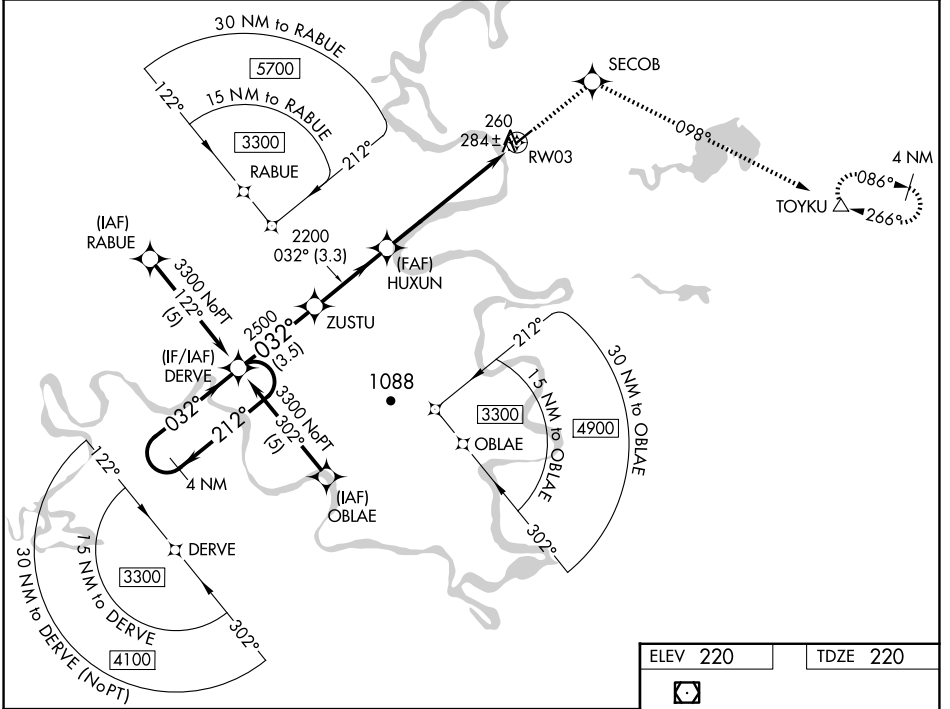 30 NM to RABUE
5700
15 NM to RABUE
3300
122°
212°
RABUE
SECOB
260
284±
RW03
098°
4 NM
086°
266°
TOYKU
(IAF)
RABUE
3300 NoPT
122°
(5)
2200
032° (3.3)
(FAF)
HUXUN
ZUSTU
2500
032°
(3.5)
(IF/IAF)
DERVE
032°
212°
4 NM
3300 NoPT
302°
(5)
(IAF)
OBLAE
1088
212°
3300
OBLAE
15 NM to OBLAE
4900
30 NM to OBLAE
302°
122°
DERVE
3300
15 NM to DERVE
302°
4100
30 NM to DERVE (NoPT)
ELEV 220
TDZE 220